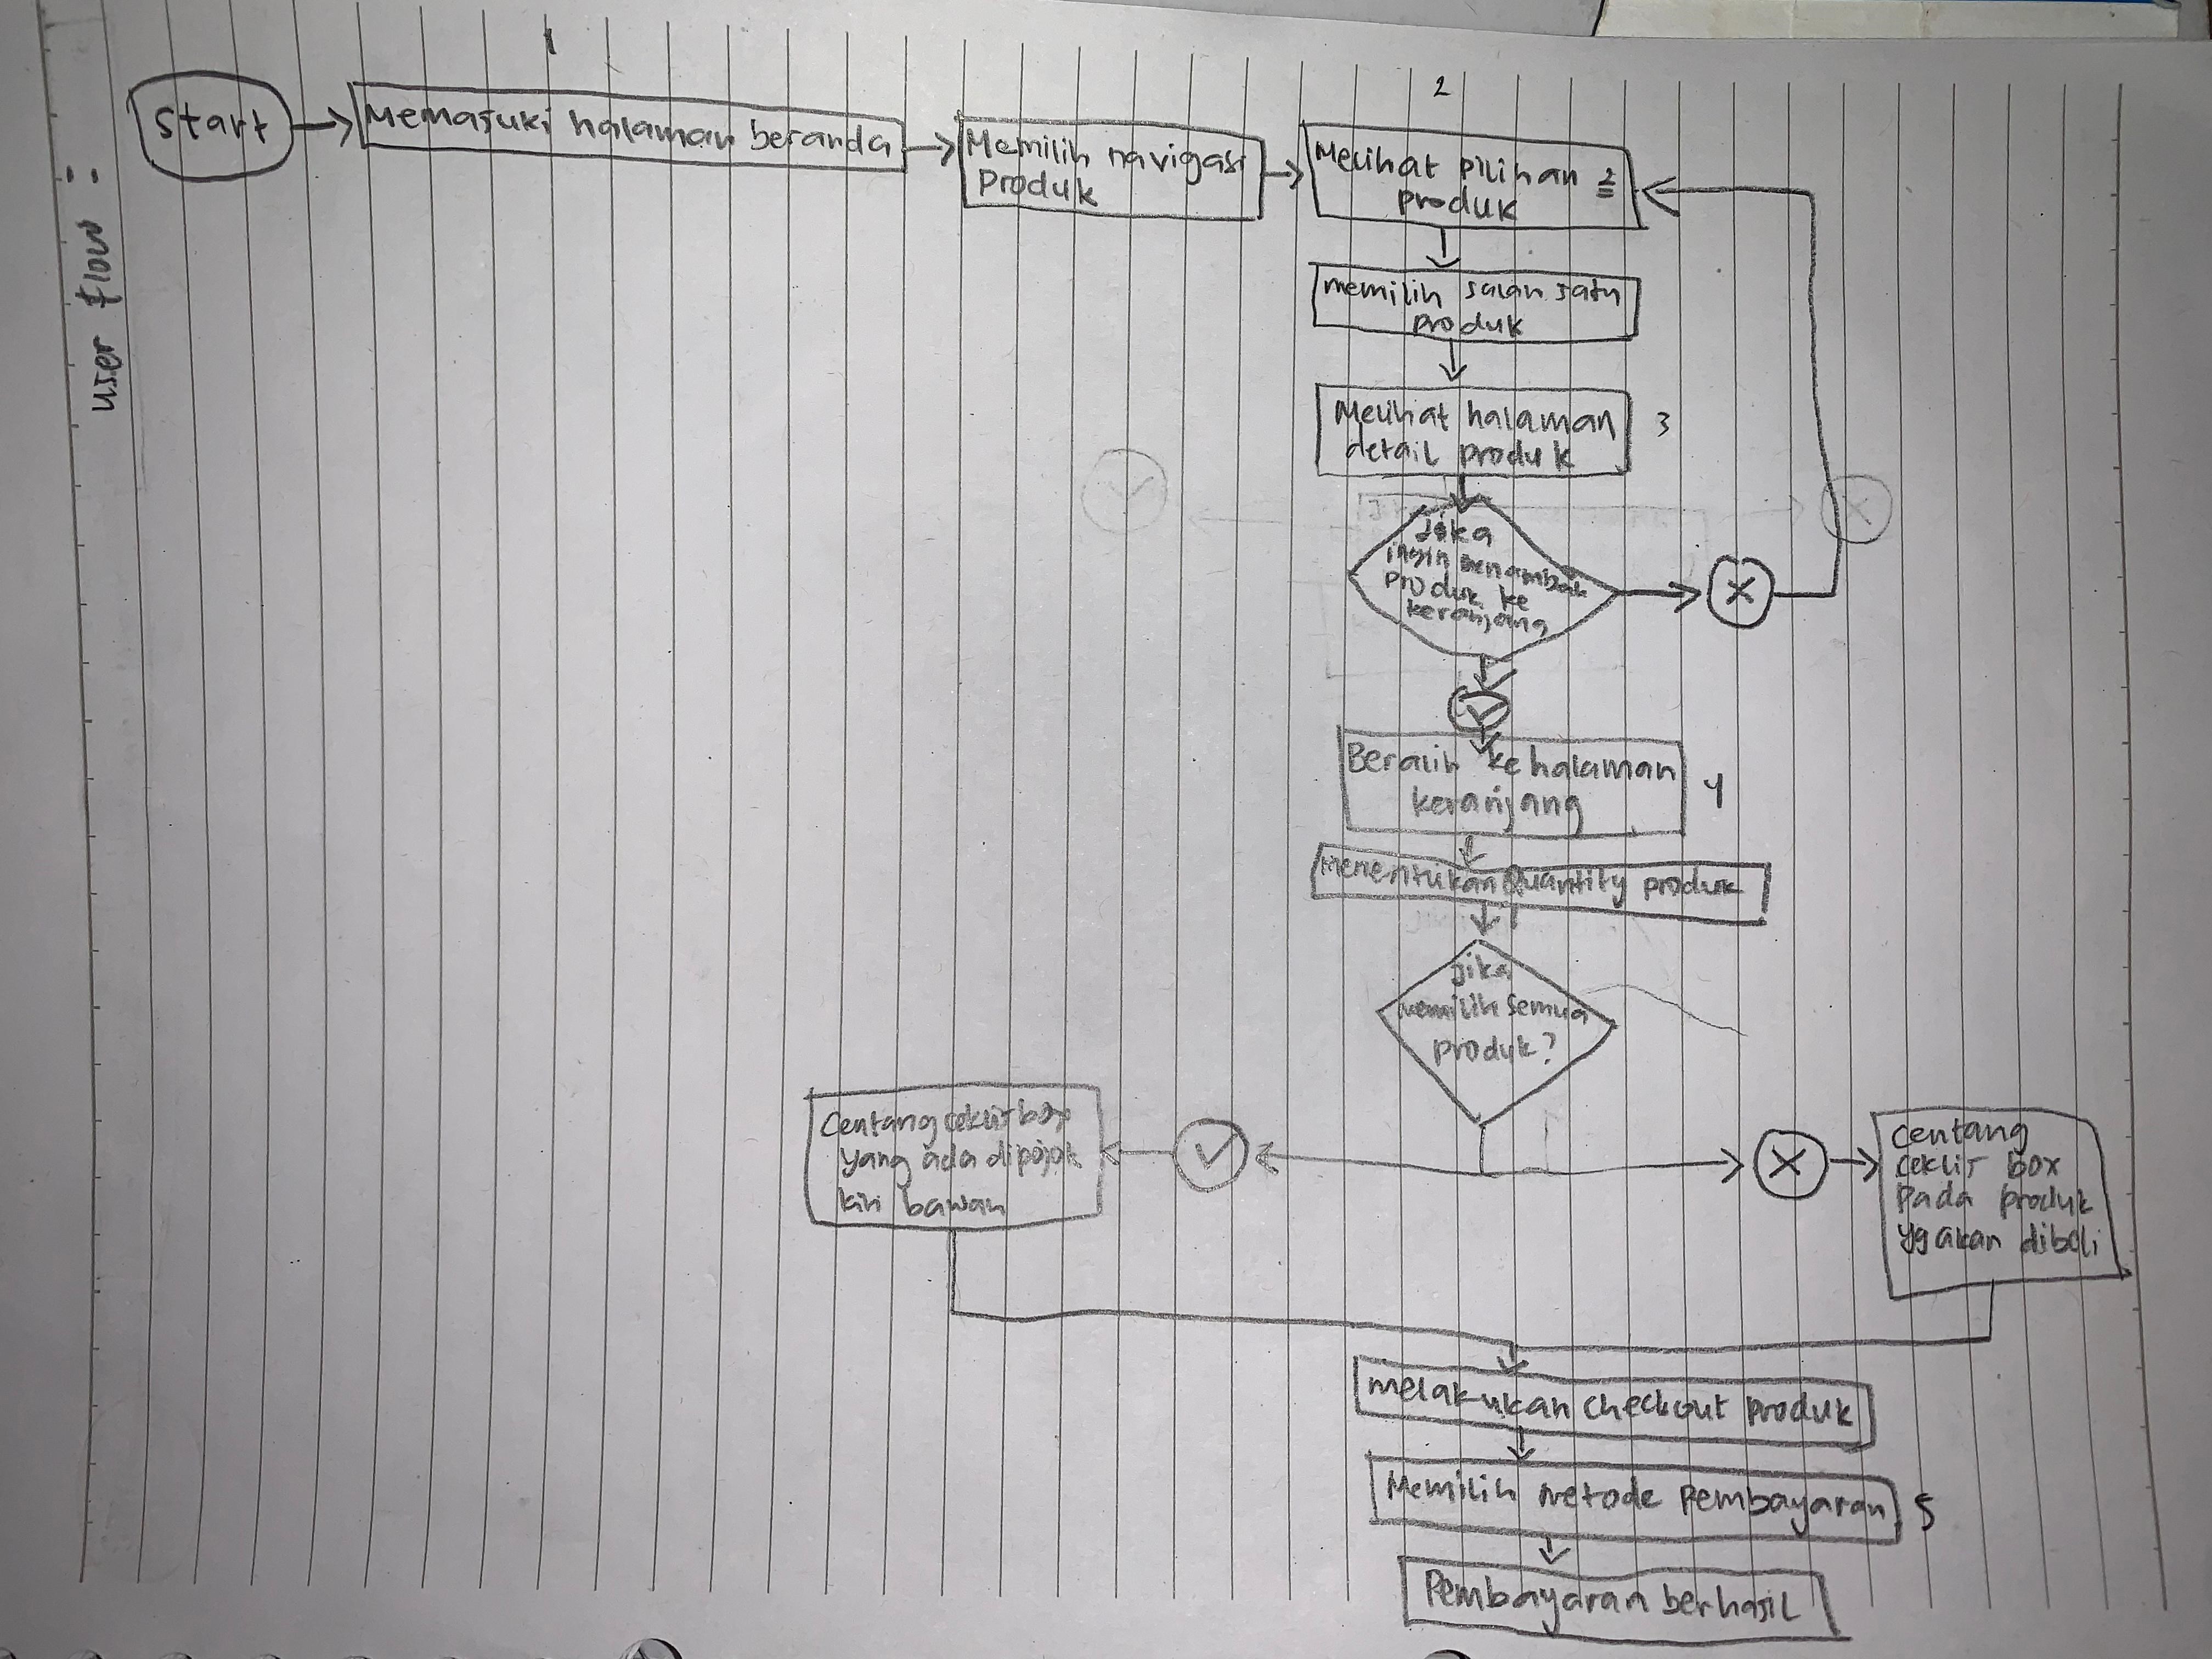 user flow :
1
start
Memasuki halaman beranda
Memilih navigasi
produk
2
Melihat pilihan 2
produk
memilih salah satu
produk
Melihat halaman
detail produk
3
Jika
ingin menambah
produk ke
keranjang
Beralih ke halaman
keranjang
4
Menentukan Quantity produk
jika
memilih semua
produk?
Centang ceklis box
yang ada dipojok
kiri bawah
centang
ceklis box
pada produk
yg akan dibeli
melakukan checkout produk
Memilih metode pembayaran
5
Pembayaran berhasil